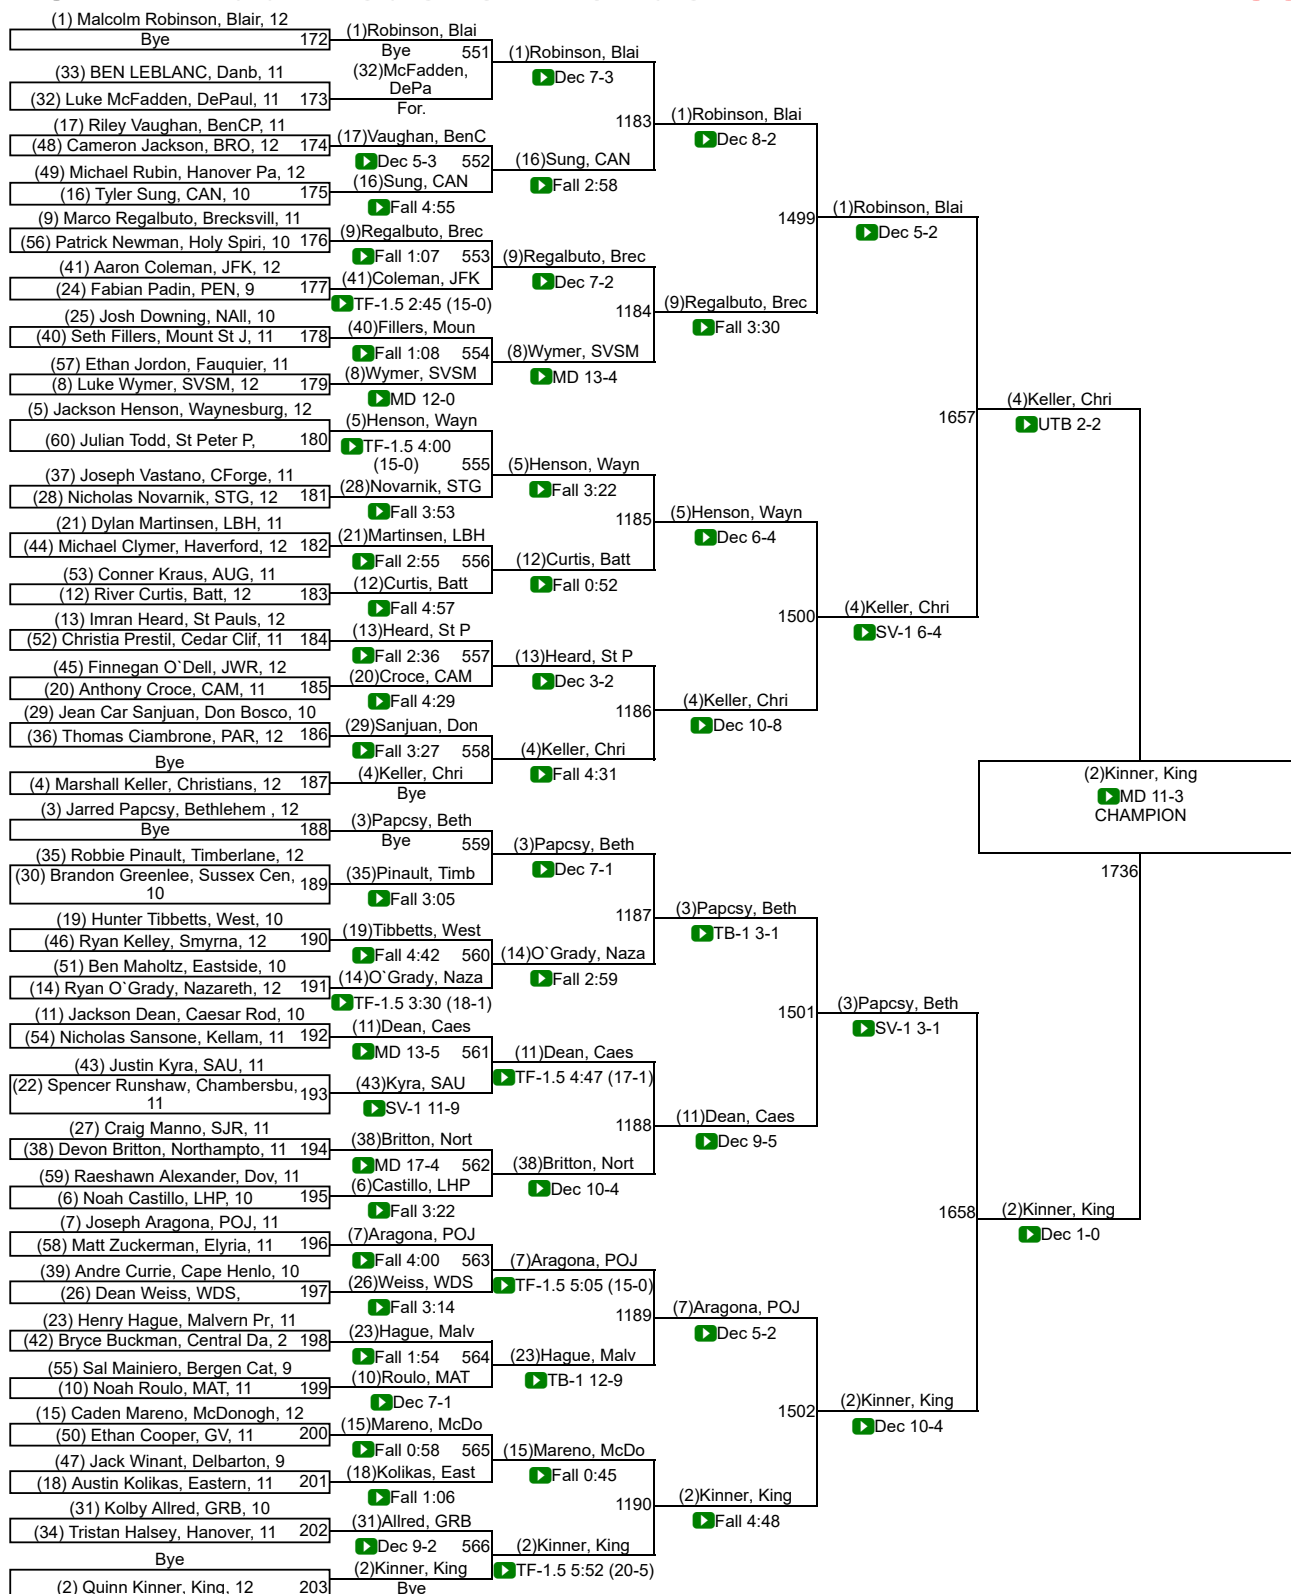 (1) Malcolm Robinson, Blair, 12
Bye
172
(33) BEN LEBLANC, Danb, 11
(32) Luke McFadden, DePaul, 11
173
(17) Riley Vaughan, BenCP, 11
(48) Cameron Jackson, BRO, 12
174
(49) Michael Rubin, Hanover Pa, 12
(16) Tyler Sung, CAN, 10
175
(9) Marco Regalbuto, Brecksvill, 11
(56) Patrick Newman, Holy Spiri, 10
176
(41) Aaron Coleman, JFK, 12
(24) Fabian Padin, PEN, 9
177
(25) Josh Downing, NAll, 10
(40) Seth Fillers, Mount St J, 11
178
(57) Ethan Jordon, Fauquier, 11
(8) Luke Wymer, SVSM, 12
179
(5) Jackson Henson, Waynesburg, 12
(60) Julian Todd, St Peter P,
180
(37) Joseph Vastano, CForge, 11
(28) Nicholas Novarnik, STG, 12
181
(21) Dylan Martinsen, LBH, 11
(44) Michael Clymer, Haverford, 12
182
(53) Conner Kraus, AUG, 11
(12) River Curtis, Batt, 12
183
(13) Imran Heard, St Pauls, 12
(52) Christia Prestil, Cedar Clif, 11
184
(45) Finnegan O`Dell, JWR, 12
(20) Anthony Croce, CAM, 11
185
(29) Jean Car Sanjuan, Don Bosco, 10
(36) Thomas Ciambrone, PAR, 12
186
Bye
(4) Marshall Keller, Christians, 12
187
(3) Jarred Papcsy, Bethlehem , 12
Bye
188
(35) Robbie Pinault, Timberlane, 12
(30) Brandon Greenlee, Sussex Cen,
10
189
(19) Hunter Tibbetts, West, 10
(46) Ryan Kelley, Smyrna, 12
190
(51) Ben Maholtz, Eastside, 10
(14) Ryan O`Grady, Nazareth, 12
191
(11) Jackson Dean, Caesar Rod, 10
(54) Nicholas Sansone, Kellam, 11
192
(43) Justin Kyra, SAU, 11
(22) Spencer Runshaw, Chambersbu,
11
193
(27) Craig Manno, SJR, 11
(38) Devon Britton, Northampto, 11
194
(59) Raeshawn Alexander, Dov, 11
(6) Noah Castillo, LHP, 10
195
(7) Joseph Aragona, POJ, 11
(58) Matt Zuckerman, Elyria, 11
196
(39) Andre Currie, Cape Henlo, 10
(26) Dean Weiss, WDS,
197
(23) Henry Hague, Malvern Pr, 11
(42) Bryce Buckman, Central Da, 2
198
(55) Sal Mainiero, Bergen Cat, 9
(10) Noah Roulo, MAT, 11
199
(15) Caden Mareno, McDonogh, 12
(50) Ethan Cooper, GV, 11
200
(47) Jack Winant, Delbarton, 9
(18) Austin Kolikas, Eastern, 11
201
(31) Kolby Allred, GRB, 10
(34) Tristan Halsey, Hanover, 11
202
Bye
(2) Quinn Kinner, King, 12
203
(1)Robinson, Blai
Bye
551
(32)McFadden,
DePa
For.
(17)Vaughan, BenC
Dec 5-3
552
(16)Sung, CAN
Fall 4:55
(9)Regalbuto, Brec
Fall 1:07
553
(41)Coleman, JFK
TF-1.5 2:45 (15-0)
(40)Fillers, Moun
Fall 1:08
554
(8)Wymer, SVSM
MD 12-0
(5)Henson, Wayn
TF-1.5 4:00
(15-0)
555
(28)Novarnik, STG
Fall 3:53
(21)Martinsen, LBH
Fall 2:55
556
(12)Curtis, Batt
Fall 4:57
(13)Heard, St P
Fall 2:36
557
(20)Croce, CAM
Fall 4:29
(29)Sanjuan, Don
Fall 3:27
558
(4)Keller, Chri
Bye
(3)Papcsy, Beth
Bye
559
(35)Pinault, Timb
Fall 3:05
(19)Tibbetts, West
Fall 4:42
560
(14)O`Grady, Naza
TF-1.5 3:30 (18-1)
(11)Dean, Caes
MD 13-5
561
(43)Kyra, SAU
SV-1 11-9
(38)Britton, Nort
MD 17-4
562
(6)Castillo, LHP
Fall 3:22
(7)Aragona, POJ
Fall 4:00
563
(26)Weiss, WDS
Fall 3:14
(23)Hague, Malv
Fall 1:54
564
(10)Roulo, MAT
Dec 7-1
(15)Mareno, McDo
Fall 0:58
565
(18)Kolikas, East
Fall 1:06
(31)Allred, GRB
Dec 9-2
566
(2)Kinner, King
Bye
(1)Robinson, Blai
Dec 7-3
1183
(16)Sung, CAN
Fall 2:58
(9)Regalbuto, Brec
Dec 7-2
1184
(8)Wymer, SVSM
MD 13-4
(5)Henson, Wayn
Fall 3:22
1185
(12)Curtis, Batt
Fall 0:52
(13)Heard, St P
Dec 3-2
1186
(4)Keller, Chri
Fall 4:31
(3)Papcsy, Beth
Dec 7-1
1187
(14)O`Grady, Naza
Fall 2:59
(11)Dean, Caes
TF-1.5 4:47 (17-1)
1188
(38)Britton, Nort
Dec 10-4
(7)Aragona, POJ
TF-1.5 5:05 (15-0)
1189
(23)Hague, Malv
TB-1 12-9
(15)Mareno, McDo
Fall 0:45
1190
(2)Kinner, King
TF-1.5 5:52 (20-5)
(1)Robinson, Blai
Dec 8-2
1499
(9)Regalbuto, Brec
Fall 3:30
(5)Henson, Wayn
Dec 6-4
1500
(4)Keller, Chri
Dec 10-8
(3)Papcsy, Beth
TB-1 3-1
1501
(11)Dean, Caes
Dec 9-5
(7)Aragona, POJ
Dec 5-2
1502
(2)Kinner, King
Fall 4:48
(1)Robinson, Blai
Dec 5-2
1657
(4)Keller, Chri
SV-1 6-4
(3)Papcsy, Beth
SV-1 3-1
1658
(2)Kinner, King
Dec 10-4
(4)Keller, Chri
UTB 2-2
(2)Kinner, King
MD 11-3
CHAMPION
1736
(2)Kinner, King
Dec 1-0